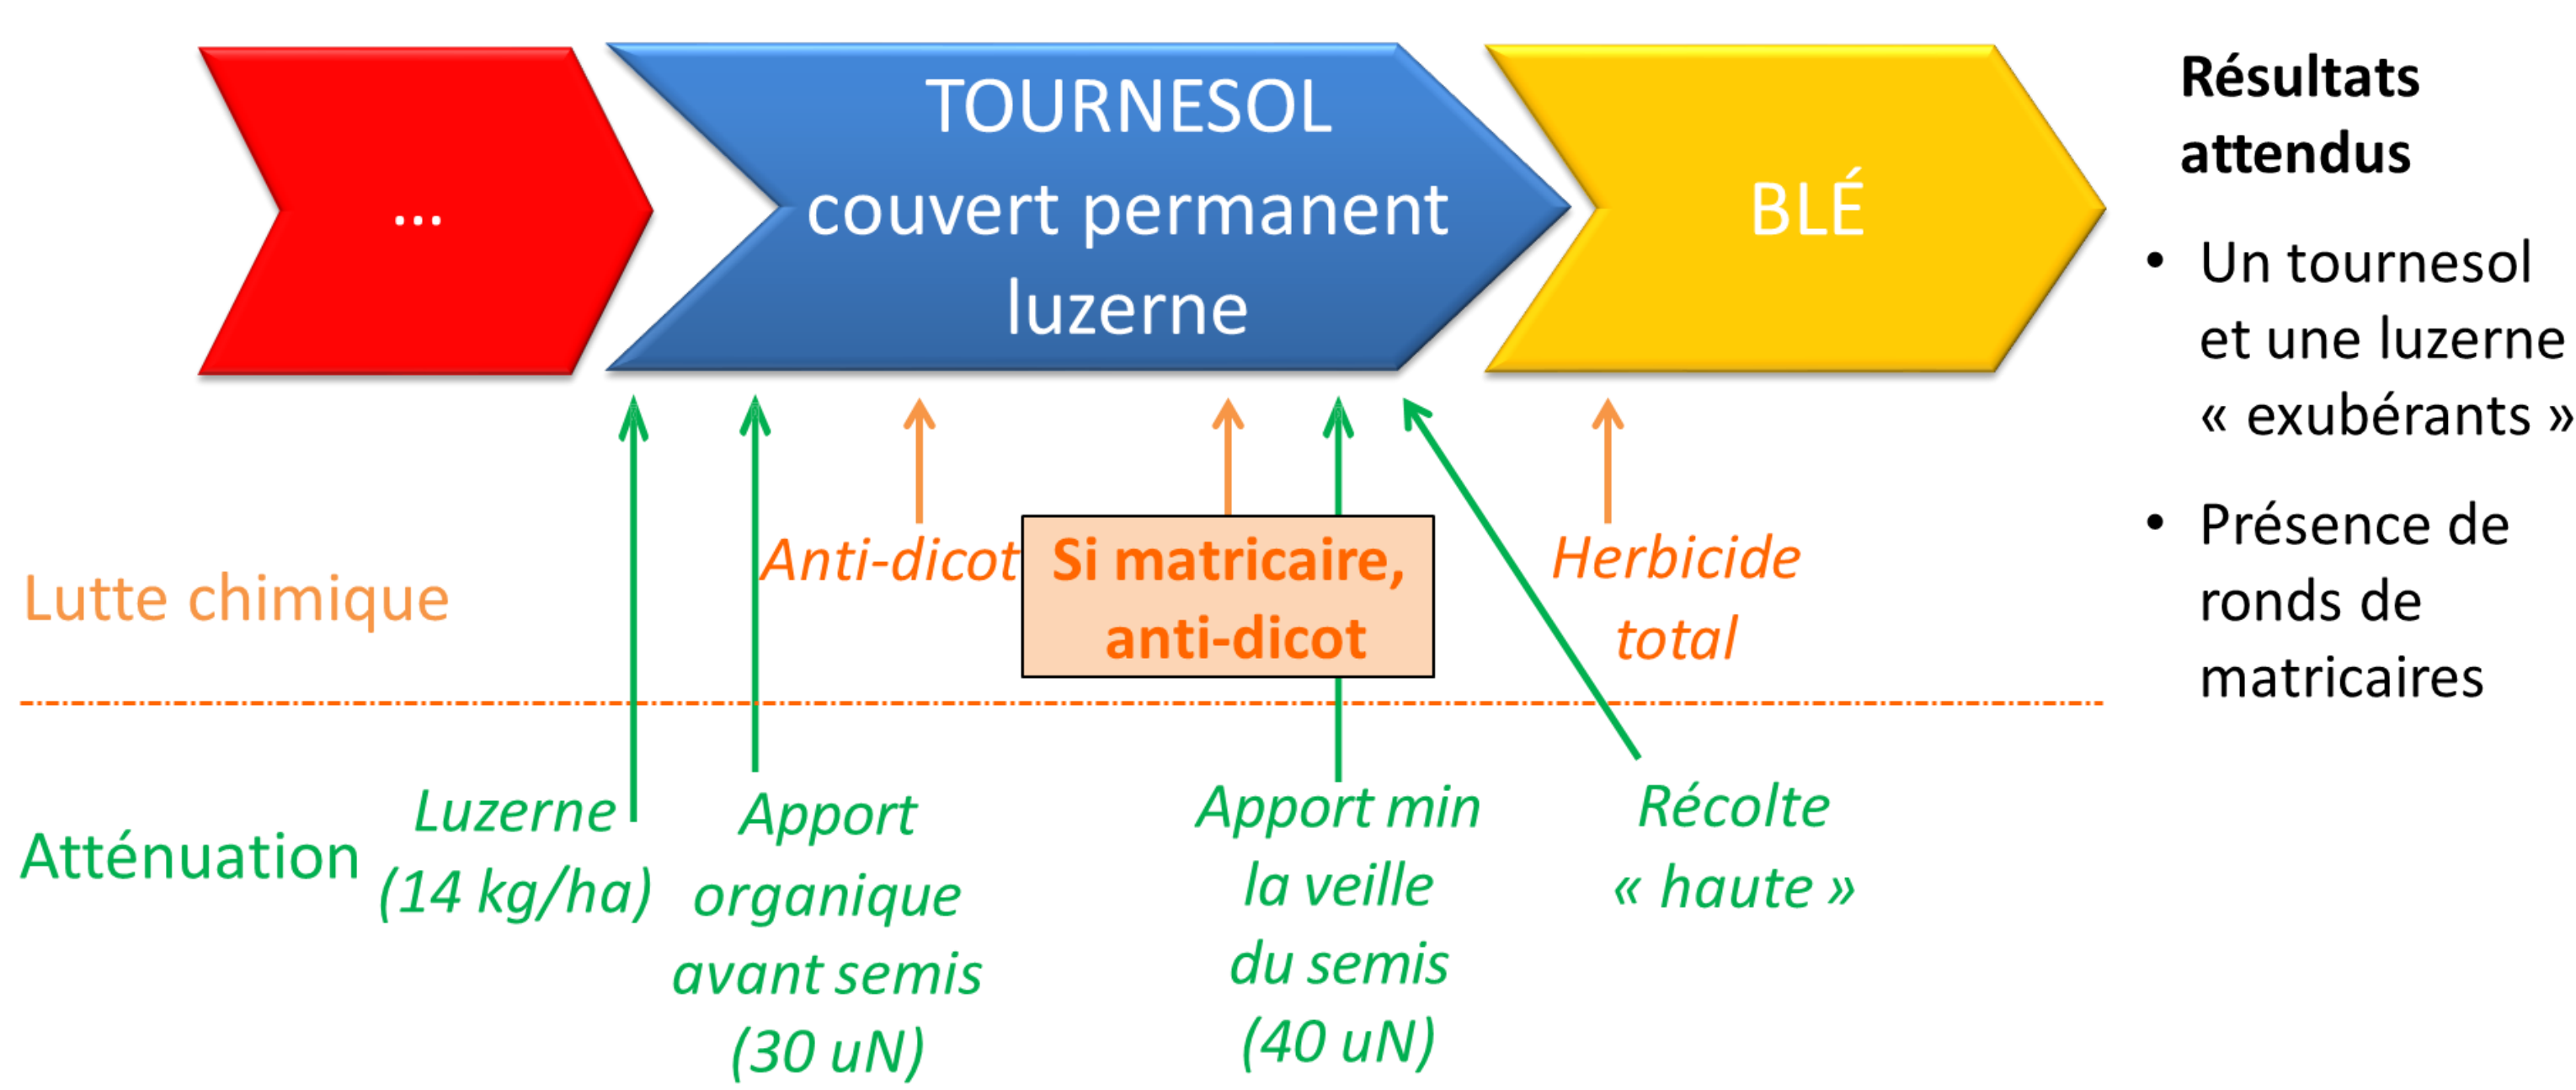 ...
TOURNESOL
couvert permanent
luzerne
BLÉ
Résultats
attendus
• Un tournesol
et une luzerne
« exubérants »
• Présence de
ronds de
matricaires
Lutte chimique
Anti-dicot
Si matricaire,
anti-dicot
Herbicide
total
Atténuation
Luzerne
(14 kg/ha)
Apport
organique
avant semis
(30 uN)
Apport min
la veille
du semis
(40 uN)
Récolte
« haute »